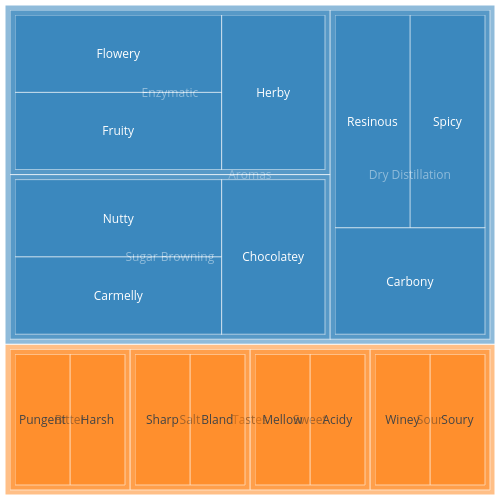 Flowery
Enzymatic
Herby
Fruity
Resinous
Spicy
Aromas
Dry Distillation
Nutty
Sugar Browning
Chocolatey
Carmelly
Carbony
Pungent
Bitter
Harsh
Sharp
Salt
Bland
Taste
Mellow
Sweet
Acidy
Winey
Sour
Soury